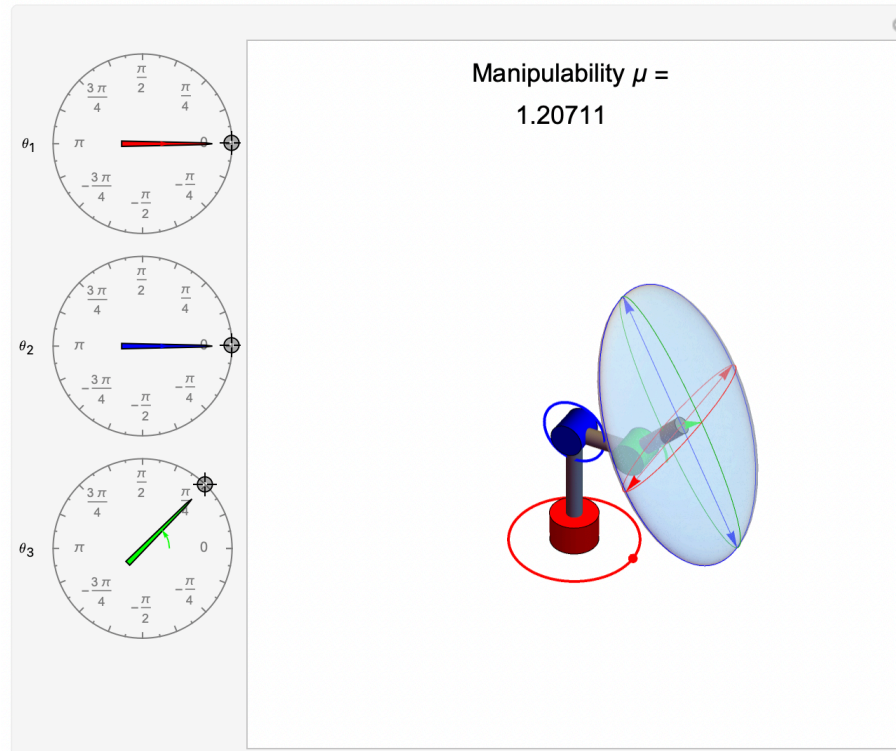 Manipulability μ =
1.20711
θ1
π/2
3π/4
π/4
π
0
-3π/4
-π/4
-π/2
θ2
π/2
3π/4
π/4
π
0
-3π/4
-π/4
-π/2
θ3
π/2
3π/4
π/4
π
0
-3π/4
-π/4
-π/2